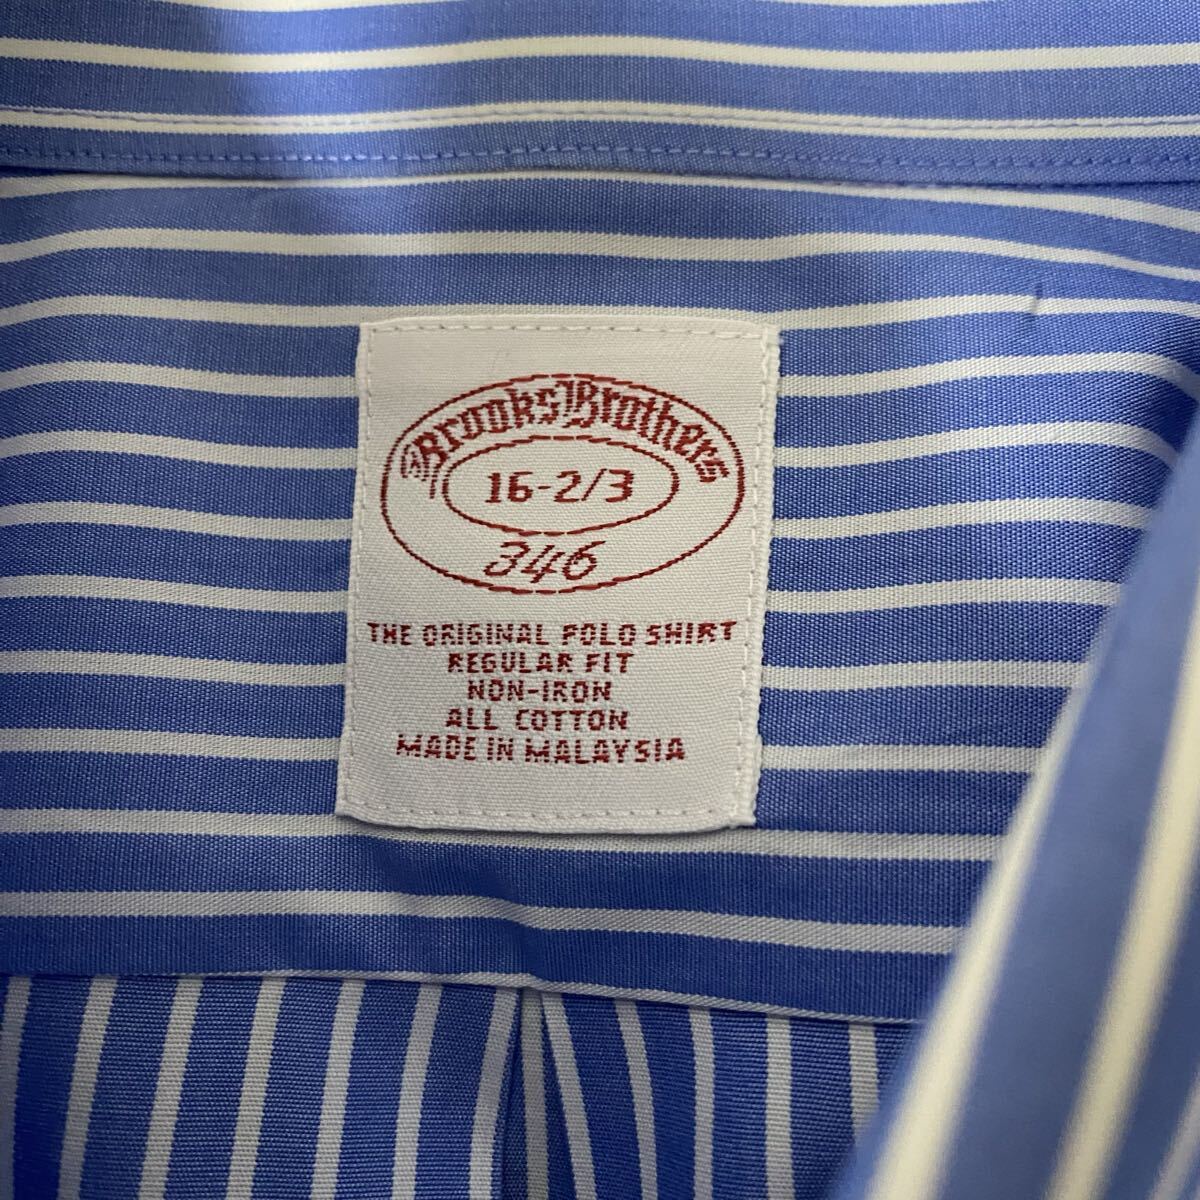 Brooks Brothers
16-2/3
346
THE ORIGINAL POLO SHIRT
REGULAR FIT
NON-IRON
ALL COTTON
MADE IN MALAYSIA